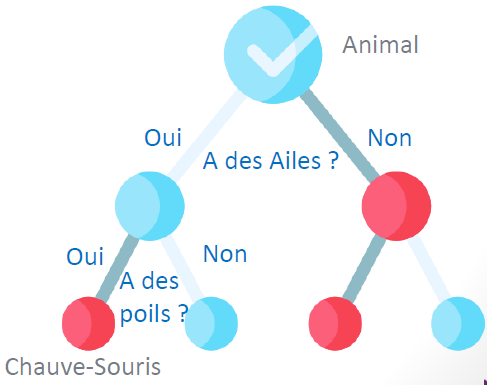 Animal
Oui
Non
A des Ailes ?
Oui
Non
A des
poils ?
Chauve-Souris